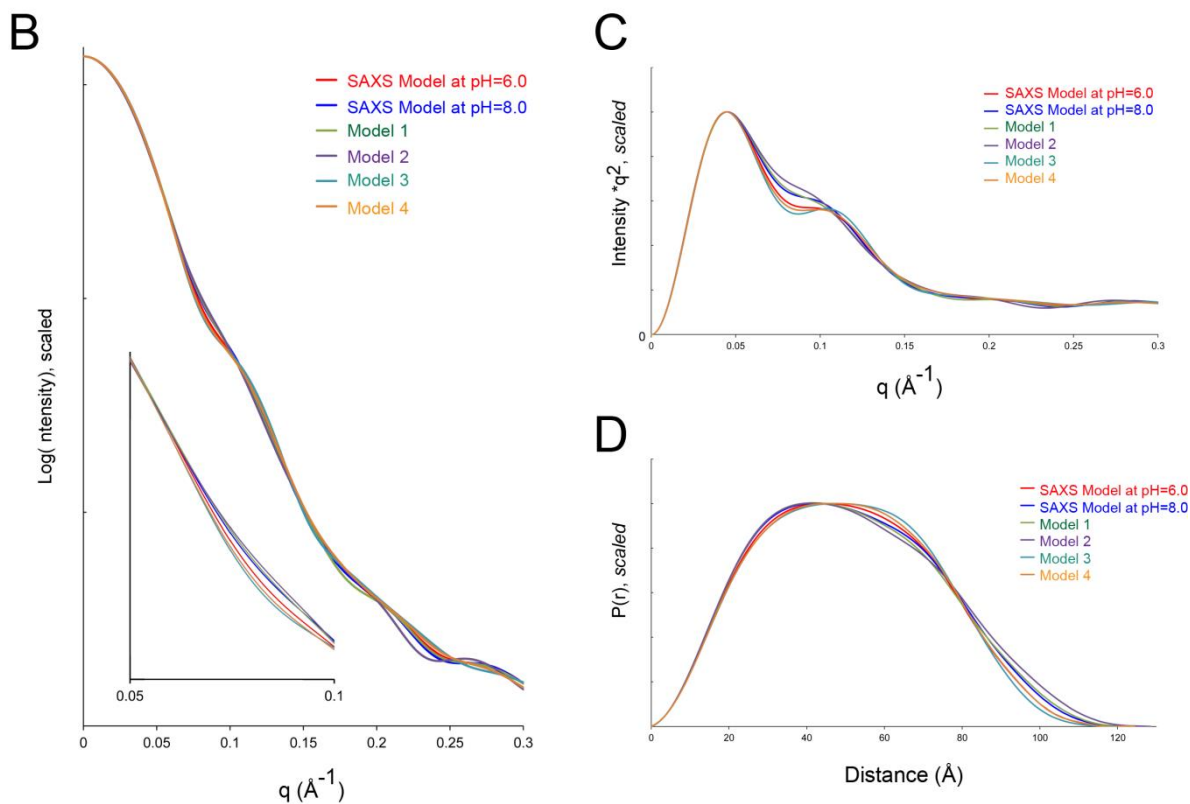 B
SAXS Model at pH=6.0
SAXS Model at pH=8.0
Model 1
Model 2
Model 3
Model 4
Log( ntensity), scaled
0.05
0.1
0
0.05
0.1
0.15
0.2
0.25
0.3
q (Å-1)
C
SAXS Model at pH=6.0
SAXS Model at pH=8.0
Model 1
Model 2
Model 3
Model 4
Intensity *q2, scaled
0
0
0.05
0.1
0.15
0.2
0.25
0.3
q (Å-1)
D
SAXS Model at pH=6.0
SAXS Model at pH=8.0
Model 1
Model 2
Model 3
Model 4
P(r), scaled
0
20
40
60
80
100
120
Distance (Å)